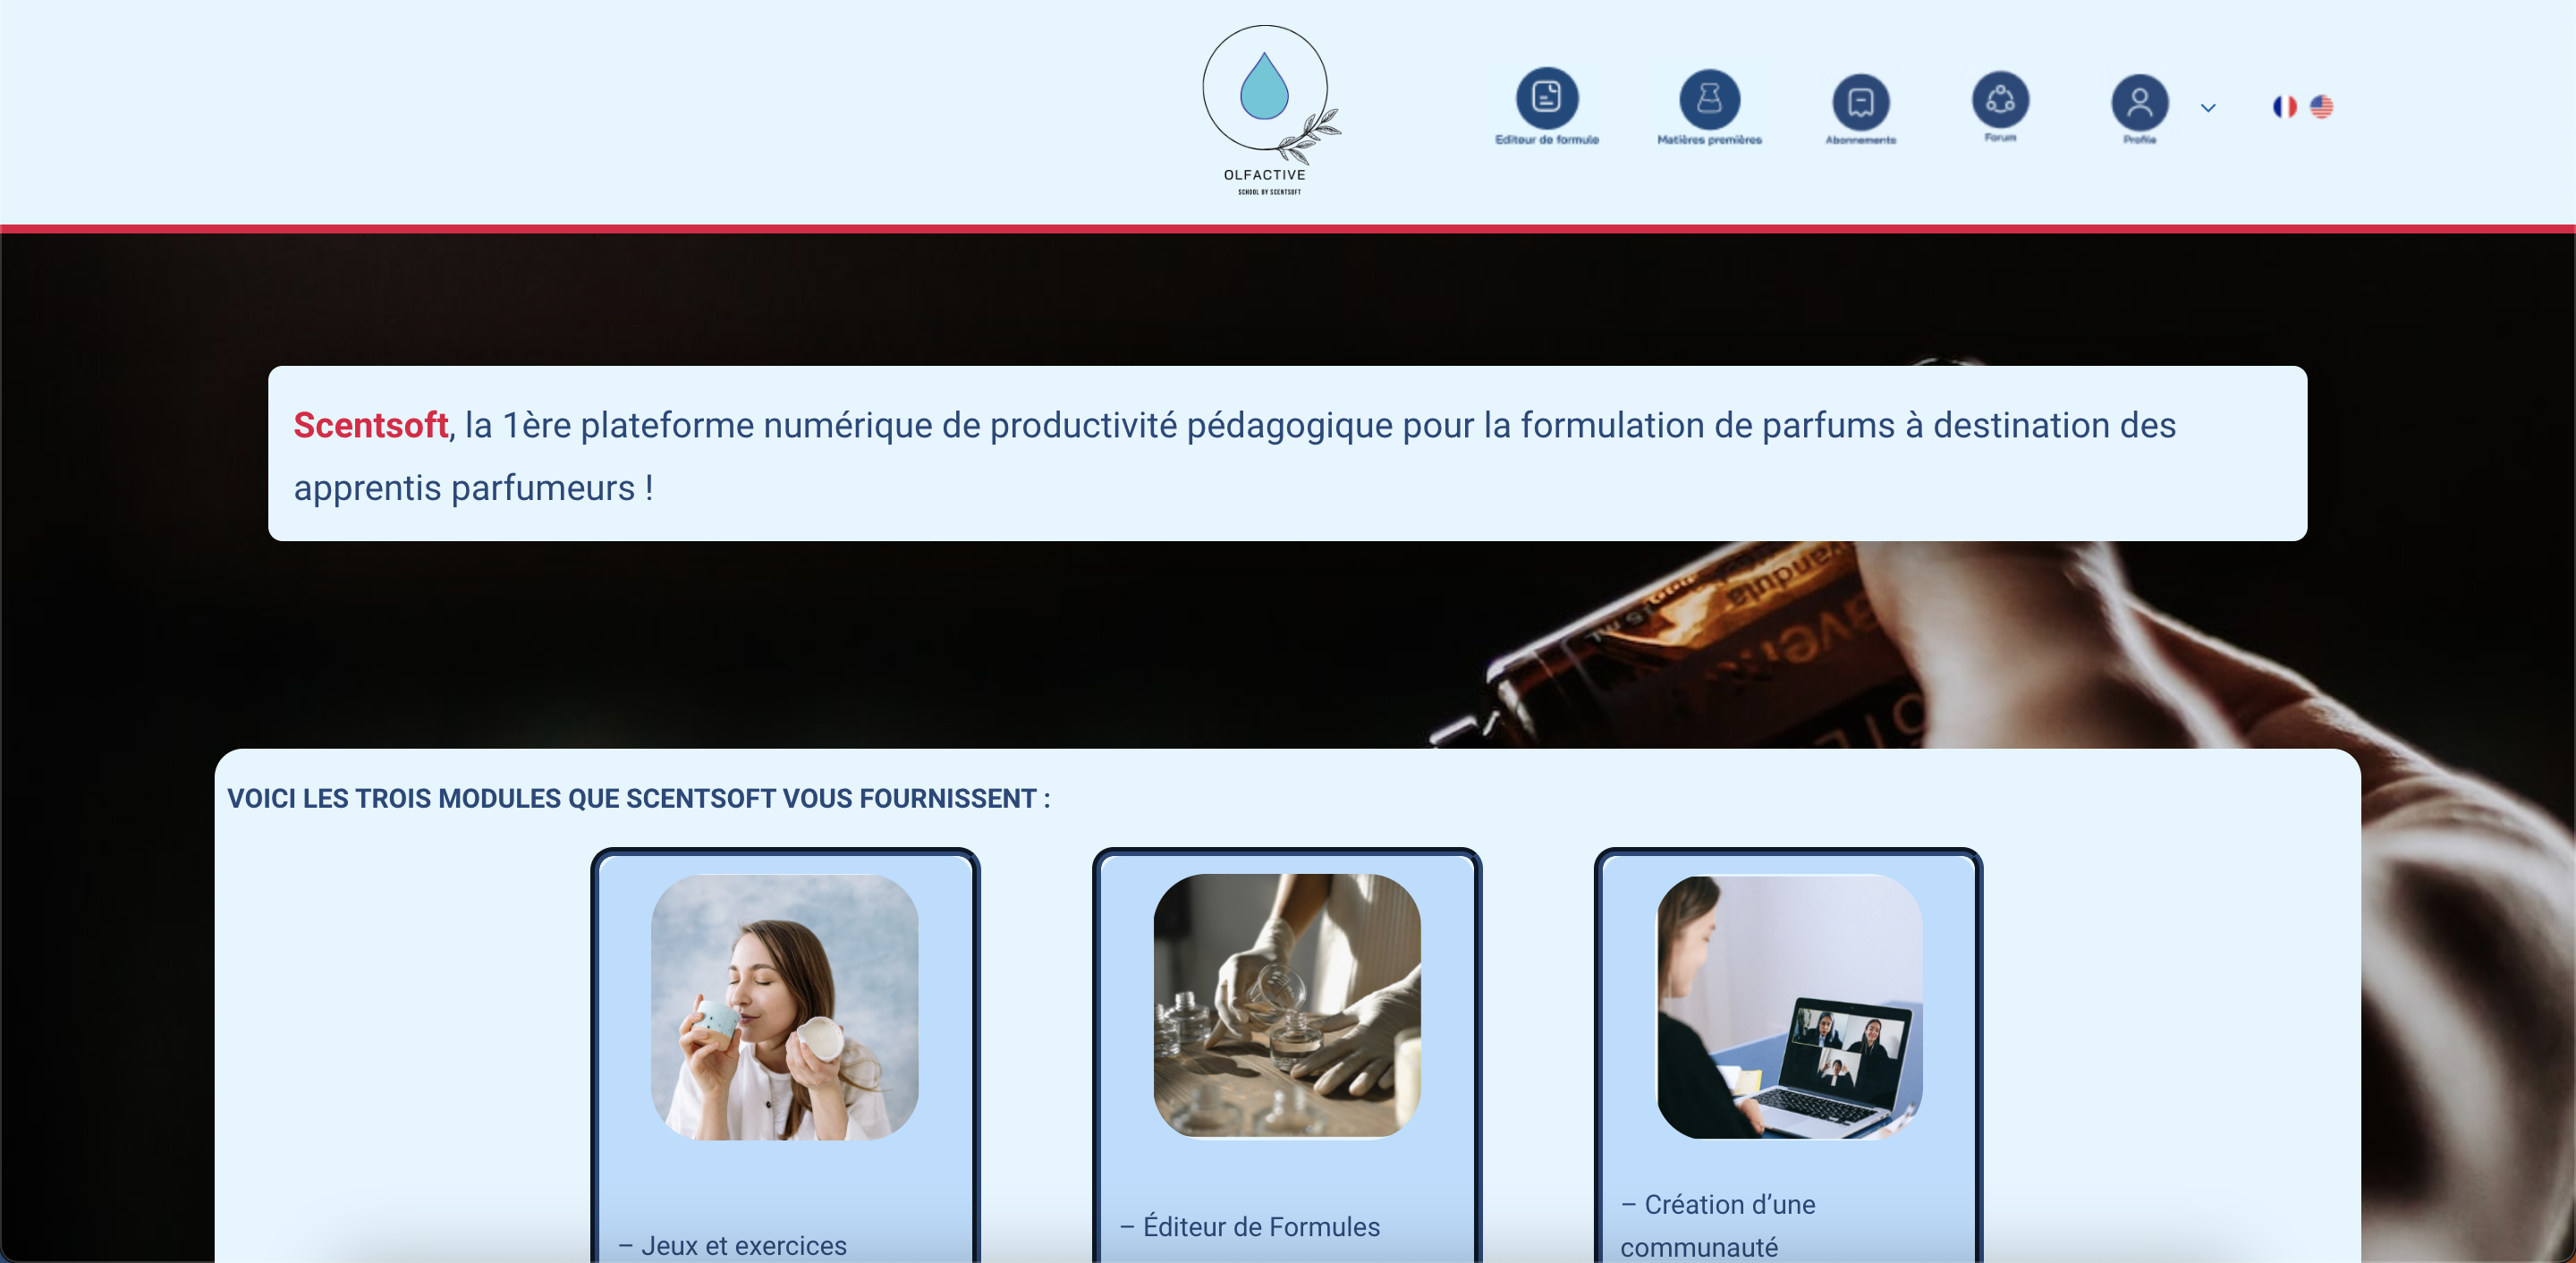 OLFACTIVE
SCHOOL BY SCENTSOFT
Editeur de formule
Matières premières
Abonnements
Forum
Profile
Scentsoft, la 1ère plateforme numérique de productivité pédagogique pour la formulation de parfums à destination des
apprentis parfumeurs !
15 mL
VOICI LES TROIS MODULES QUE SCENTSOFT VOUS FOURNISSENT :
– Jeux et exercices
– Éditeur de Formules
– Création d’une
communauté